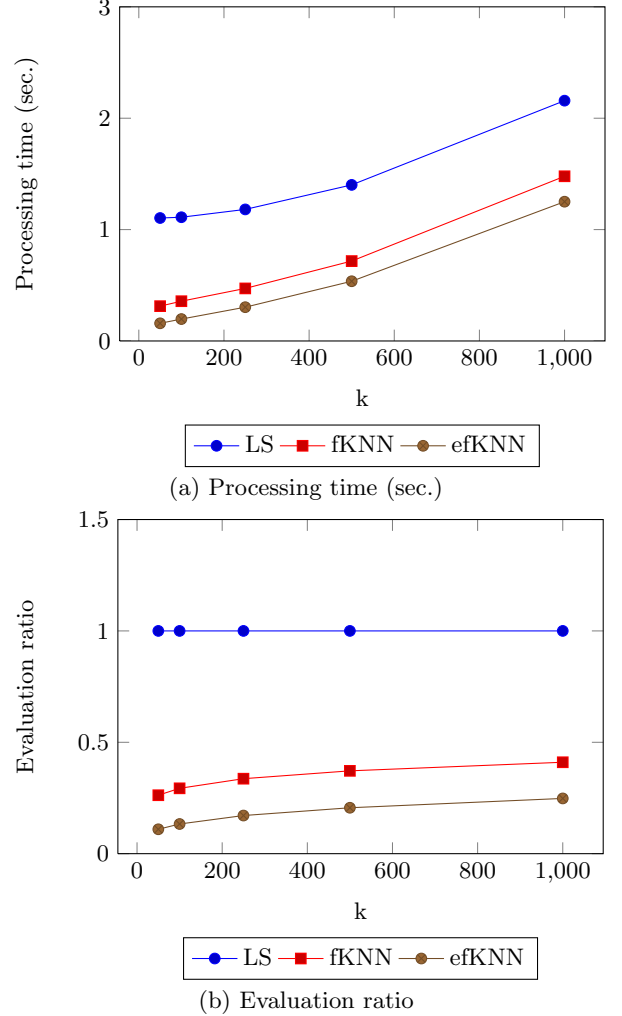 3
2
1
0
Processing time (sec.)
0 200 400 600 800 1,000
k
LS fKNN efKNN
(a) Processing time (sec.)
1.5
1
0.5
0
Evaluation ratio
0 200 400 600 800 1,000
k
LS fKNN efKNN
(b) Evaluation ratio